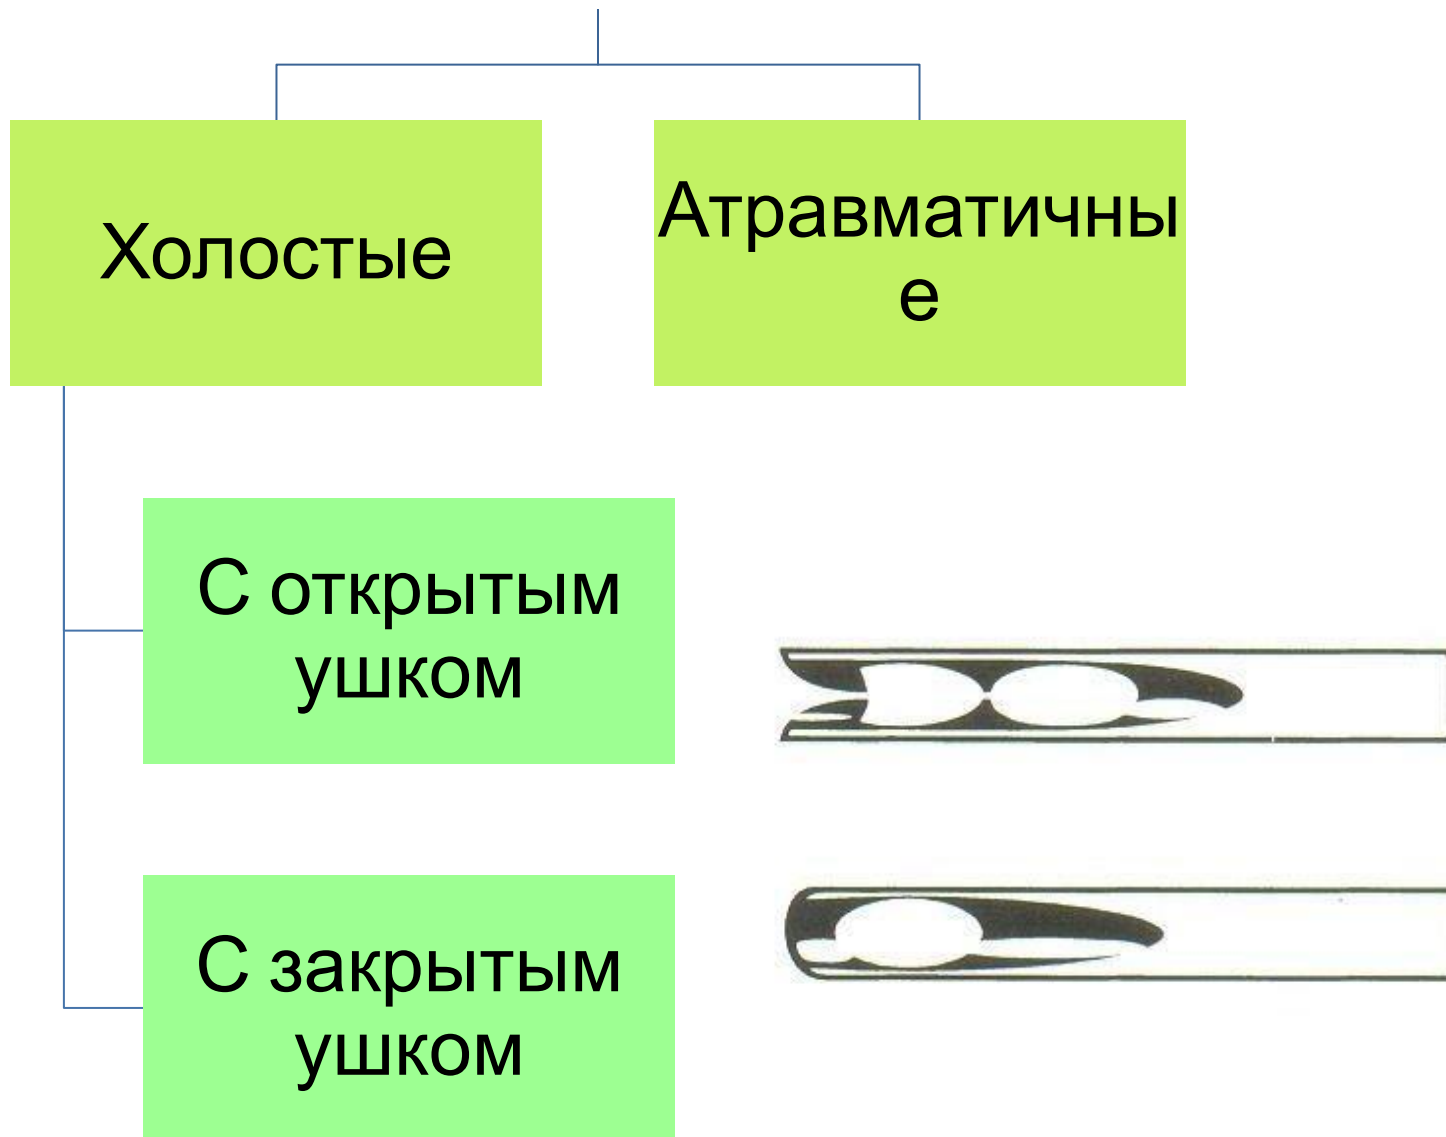 Холостые
Атравматичны
е
С открытым
ушком
С закрытым
ушком